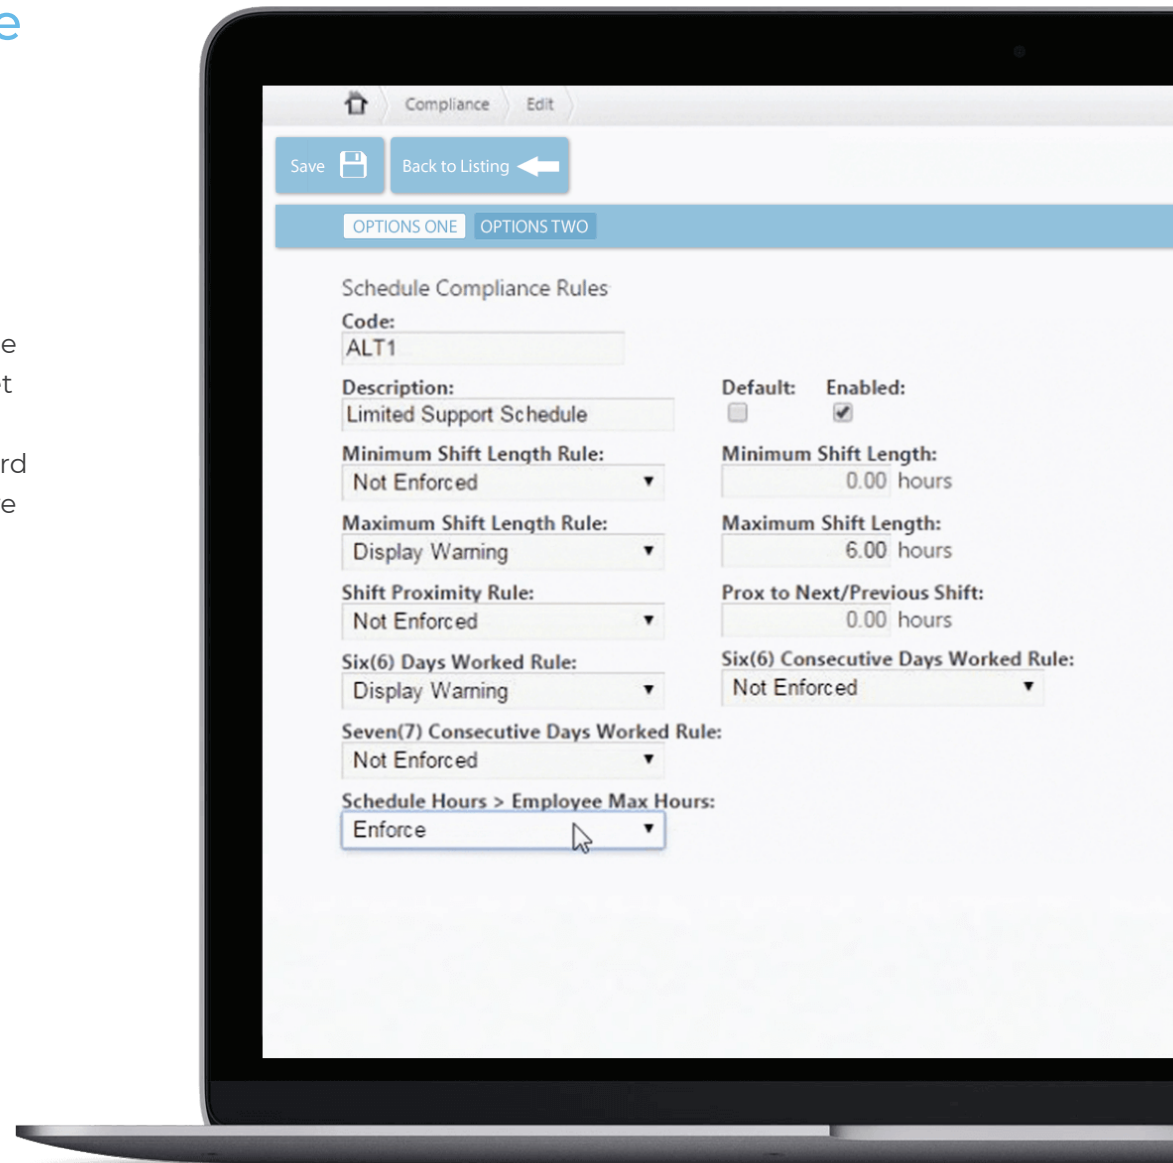 e
e
et
rd
e
Compliance Edit
Save Back to Listing
OPTIONS ONE OPTIONS TWO
Schedule Compliance Rules
Code:
ALT1
Description: Default: Enabled:
Limited Support Schedule
Minimum Shift Length Rule: Minimum Shift Length:
Not Enforced 0.00 hours
Maximum Shift Length Rule: Maximum Shift Length:
Display Warning 6.00 hours
Shift Proximity Rule: Prox to Next/Previous Shift:
Not Enforced 0.00 hours
Six(6) Days Worked Rule: Six(6) Consecutive Days Worked Rule:
Display Warning Not Enforced
Seven(7) Consecutive Days Worked Rule:
Not Enforced
Schedule Hours > Employee Max Hours:
Enforce